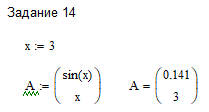 Задание 14
x := 3
A := ( sin(x) x ) A = ( 0.141 3 )